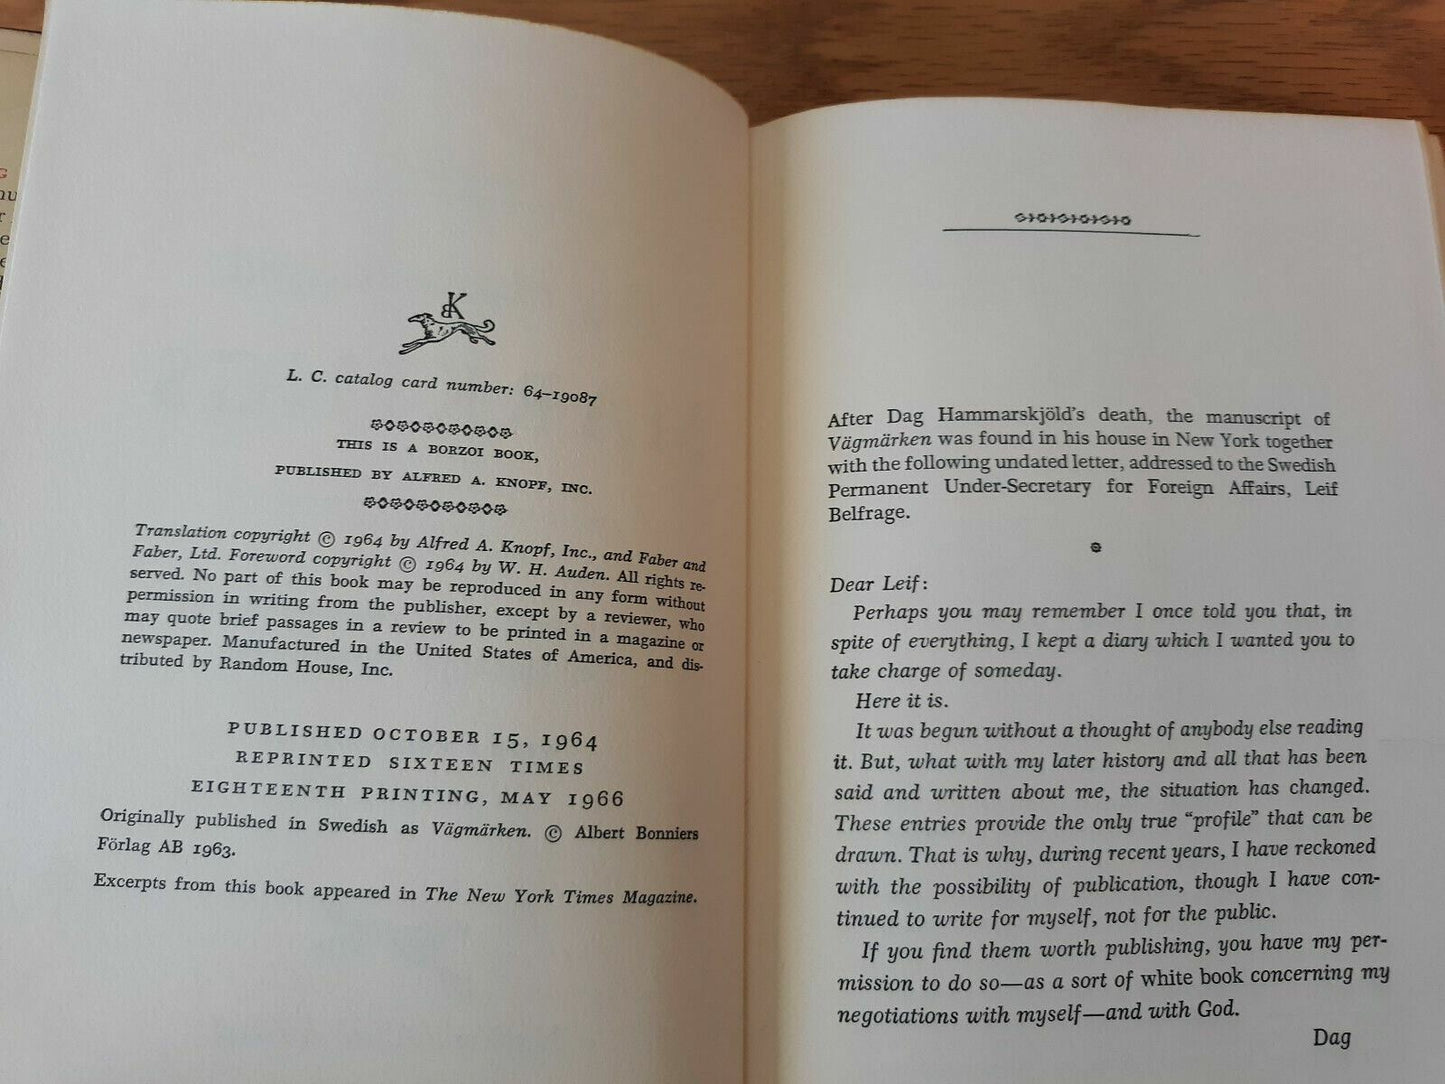 BK
L. C. catalog card number: 64–19087
THIS IS A BORZOI BOOK,
PUBLISHED BY ALFRED A. KNOPF, INC.
Translation copyright © 1964 by Alfred A. Knopf, Inc., and Faber and
Faber, Ltd. Foreword copyright © 1964 by W. H. Auden. All rights re-
served. No part of this book may be reproduced in any form without
permission in writing from the publisher, except by a reviewer, who
may quote brief passages in a review to be printed in a magazine or
newspaper. Manufactured in the United States of America, and dis-
tributed by Random House, Inc.
PUBLISHED OCTOBER 15, 1964
REPRINTED SIXTEEN TIMES
EIGHTEENTH PRINTING, MAY 1966
Originally published in Swedish as Vägmärken. © Albert Bonniers
Förlag AB 1963.
Excerpts from this book appeared in The New York Times Magazine.
After Dag Hammarskjöld's death, the manuscript of
Vägmärken was found in his house in New York together
with the following undated letter, addressed to the Swedish
Permanent Under-Secretary for Foreign Affairs, Leif
Belfrage.
Dear Leif:
Perhaps you may remember I once told you that, in
spite of everything, I kept a diary which I wanted you to
take charge of someday.
Here it is.
It was begun without a thought of anybody else reading
it. But, what with my later history and all that has been
said and written about me, the situation has changed.
These entries provide the only true “profile” that can be
drawn. That is why, during recent years, I have reckoned
with the possibility of publication, though I have con-
tinued to write for myself, not for the public.
If you find them worth publishing, you have my per-
mission to do so—as a sort of white book concerning my
negotiations with myself—and with God.
Dag